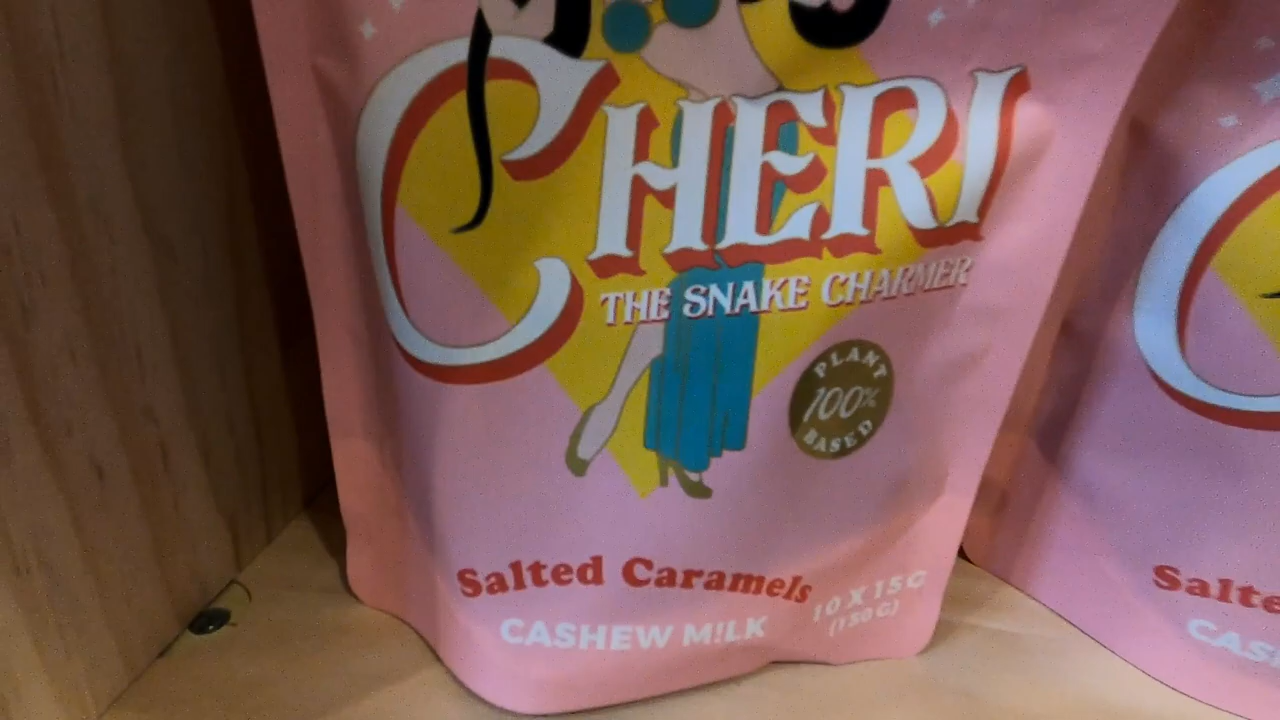 CHERI
THE SNAKE CHARMER
PLANT
100%
BASED
Salted Caramels
CASHEW M!LK
10 X 15G
(150G)
C
Salte
CAS